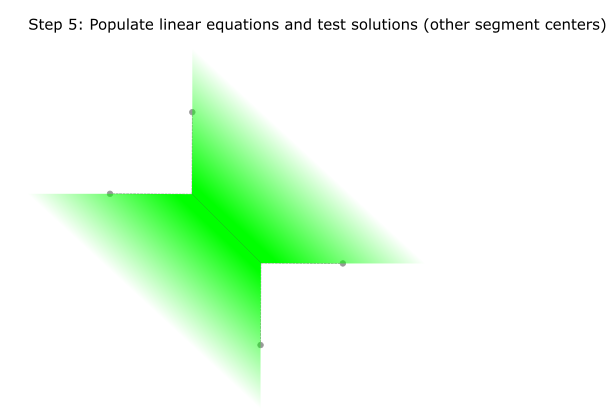 Step 5: Populate linear equations and test solutions (other segment centers)